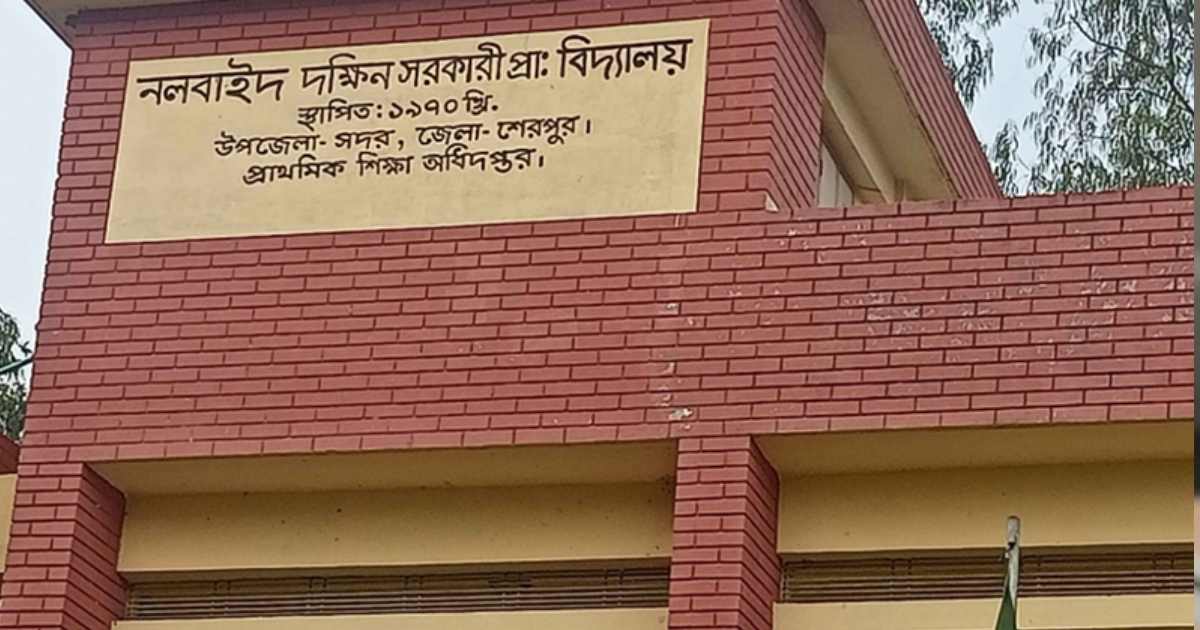 নলবাইদ দক্ষিন সরকারী প্রা: বিদ্যালয়
স্থাপিত : ১৯৭০ খ্রি.
উপজেলা- সদর, জেলা- শেরপুর।
প্রাথমিক শিক্ষা অধিদপ্তর।